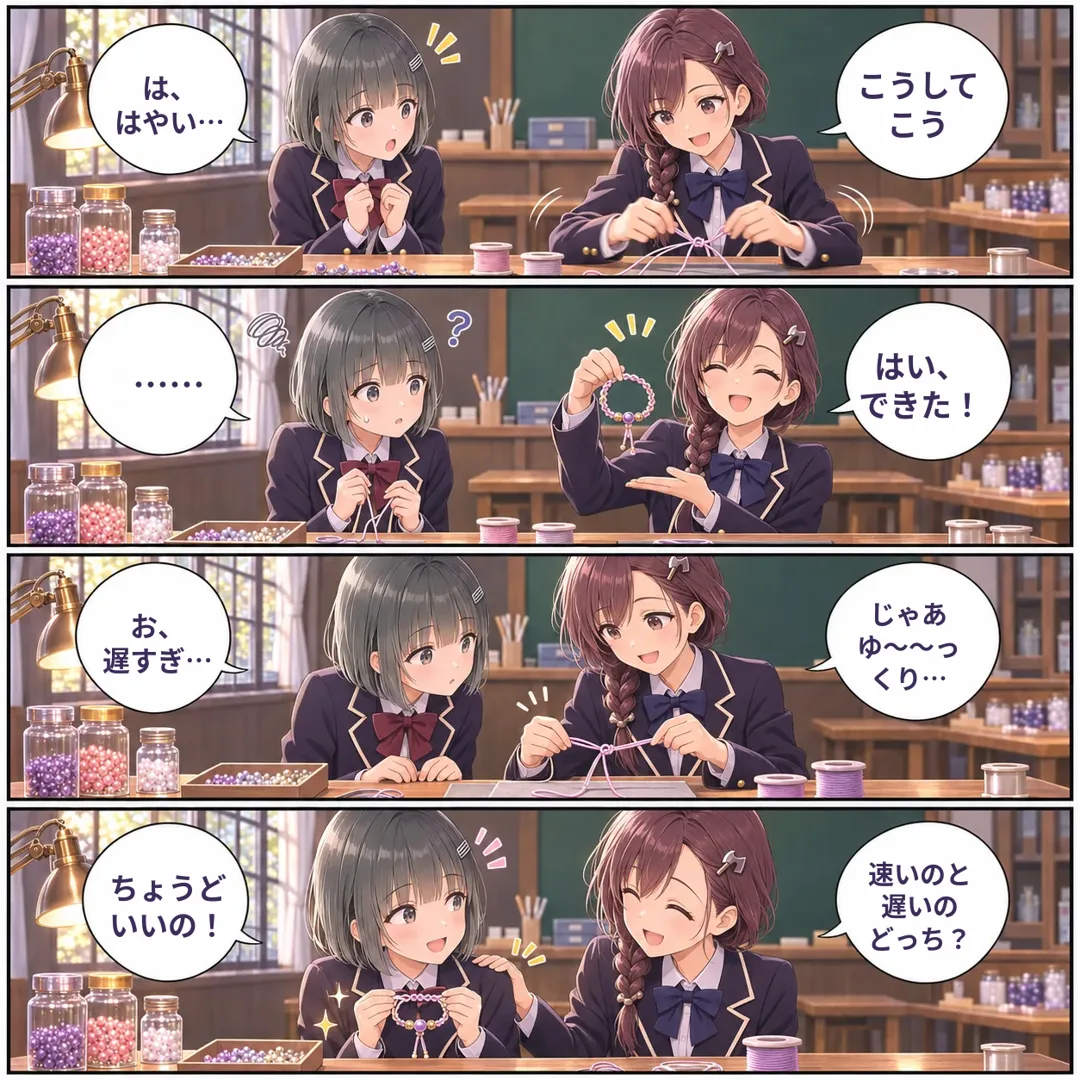 こうして
こう
は、
はやい…
?
はい、
できた！
……
じゃあ
ゆ〜〜っ
くり…
お、
遅すぎ…
速いのと
遅いの
どっち？
ちょうど
いいの！